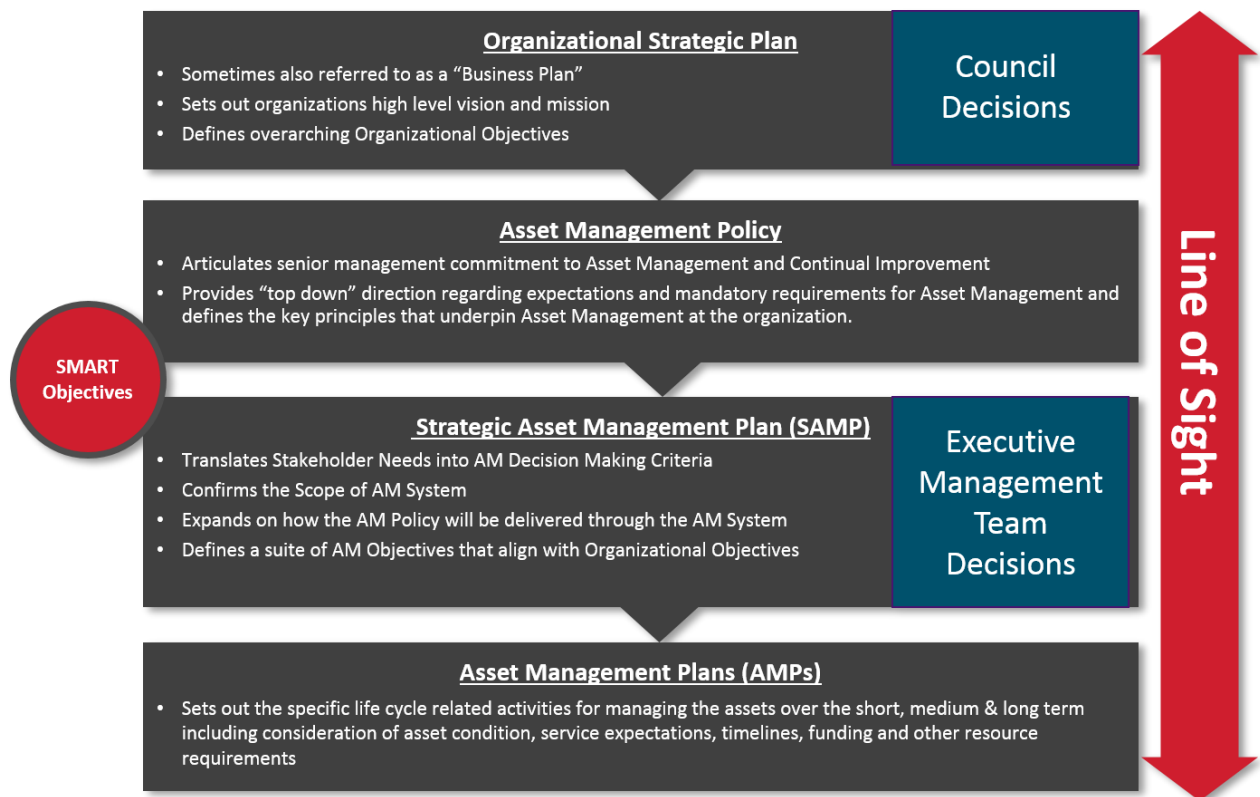 Organizational Strategic Plan
• Sometimes also referred to as a “Business Plan”
• Sets out organizations high level vision and mission
• Defines overarching Organizational Objectives
Council
Decisions
Asset Management Policy
• Articulates senior management commitment to Asset Management and Continual Improvement
• Provides “top down” direction regarding expectations and mandatory requirements for Asset Management and
defines the key principles that underpin Asset Management at the organization.
SMART
Objectives
Strategic Asset Management Plan (SAMP)
• Translates Stakeholder Needs into AM Decision Making Criteria
• Confirms the Scope of AM System
• Expands on how the AM Policy will be delivered through the AM System
• Defines a suite of AM Objectives that align with Organizational Objectives
Executive
Management
Team
Decisions
Asset Management Plans (AMPs)
• Sets out the specific life cycle related activities for managing the assets over the short, medium & long term
including consideration of asset condition, service expectations, timelines, funding and other resource
requirements
Line of Sight